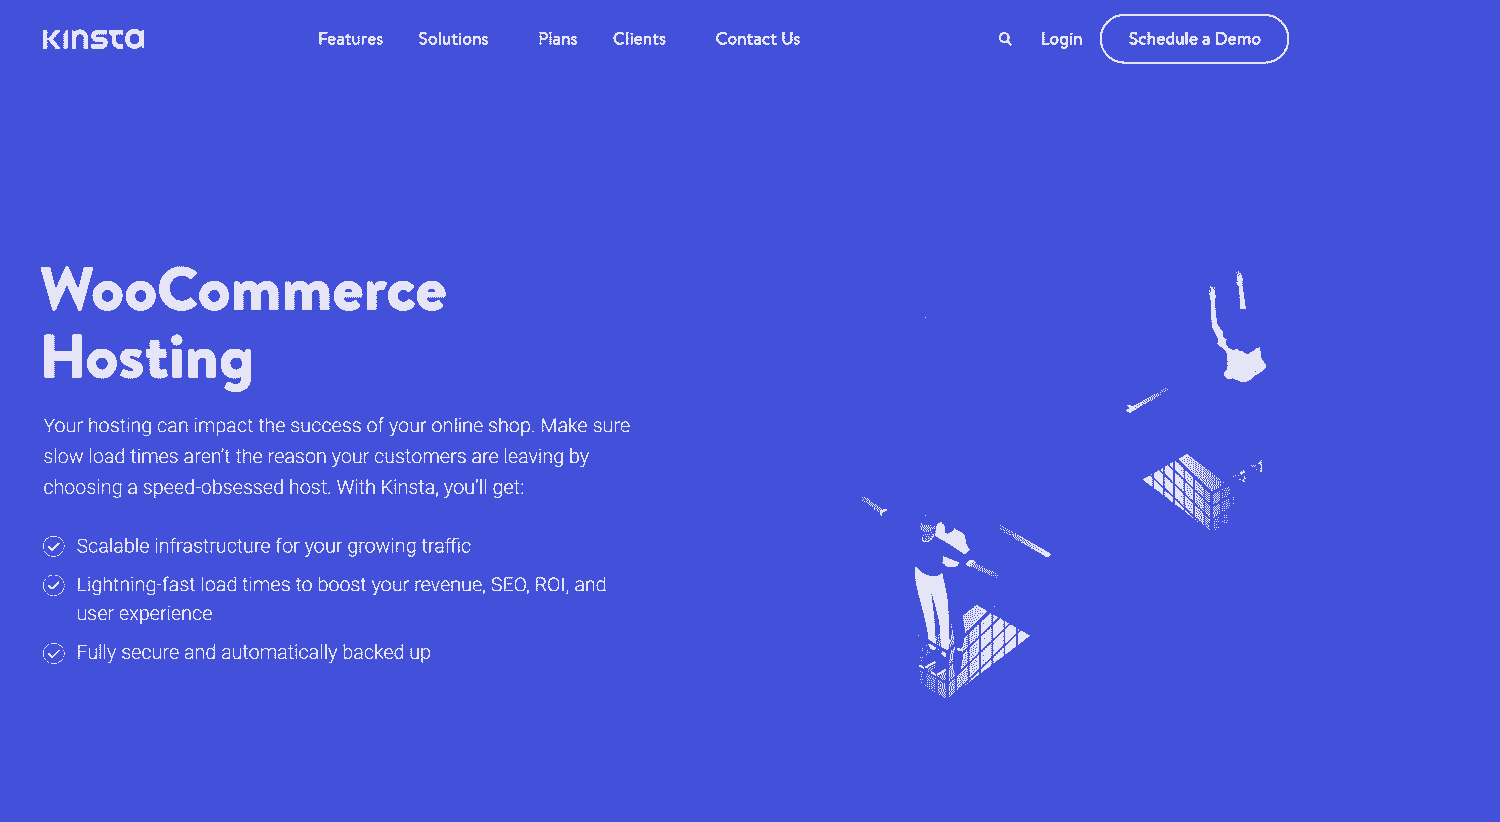 Kinsta
Features Solutions Plans Clients Contact Us Login Schedule a Demo
WooCommerce
Hosting
Your hosting can impact the success of your online shop. Make sure
slow load times aren't the reason your customers are leaving by
choosing a speed-obsessed host. With Kinsta, you'll get:
Scalable infrastructure for your growing traffic
Lightning-fast load times to boost your revenue, SEO, ROI, and
user experience
Fully secure and automatically backed up